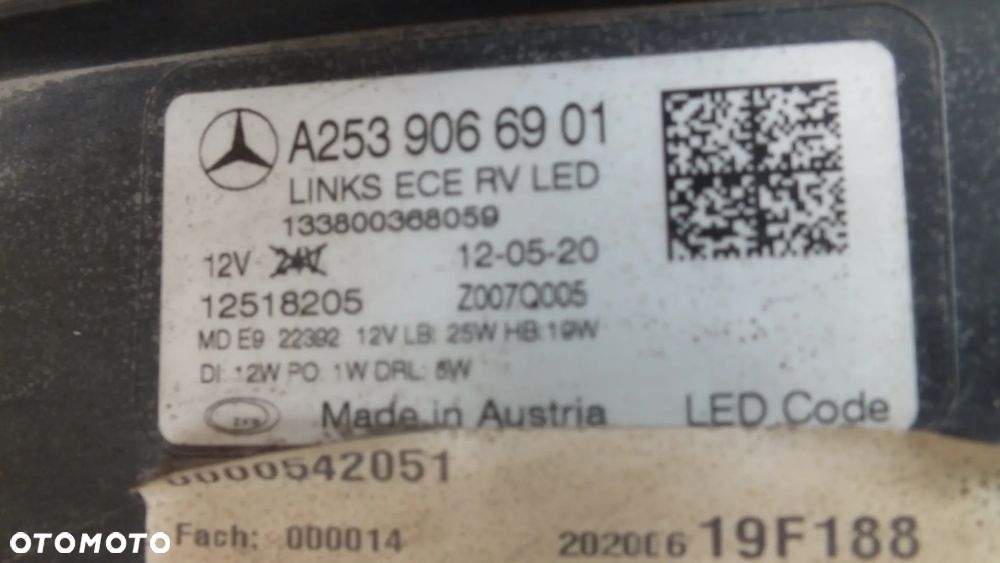 A253 906 69 01
LINKS ECE RV LED
133800368059
12V 24V 12-05-20
12518205 Z007Q005
MD E9 22392 12V LB: 25W HB:19W
DI: 12W PO: 1W DRL: 5W
ZKW Made in Austria LED Code
0000542051
Fach: 000014 202006 19F188
OTOMOTO